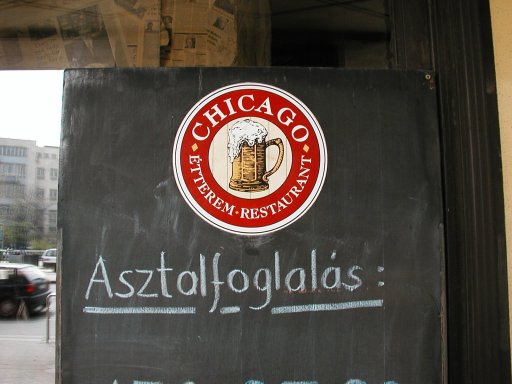 CHICAGO
ÉTTEREM • RESTAURANT
Asztalfoglalás: